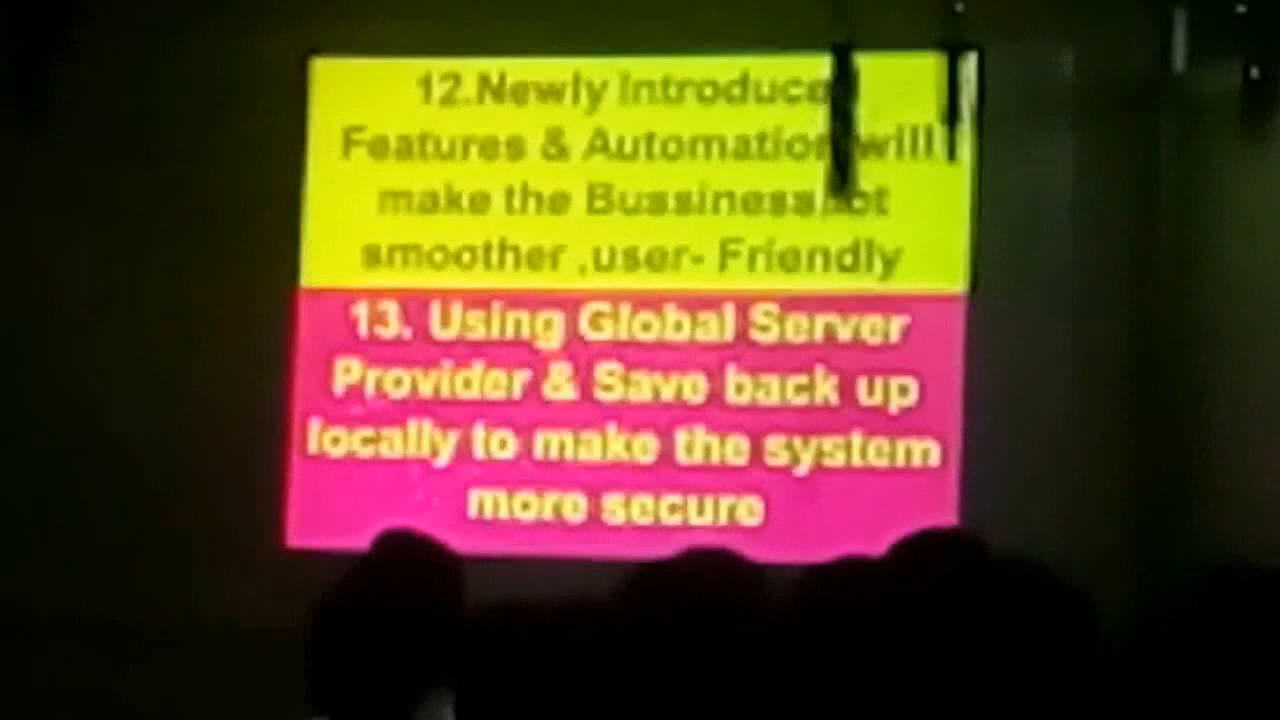 12.Newly Introduce
Features & Automation will
make the Bussiness
smoother ,user- Friendly
13. Using Global Server
Provider & Save back up
locally to make the system
more secure